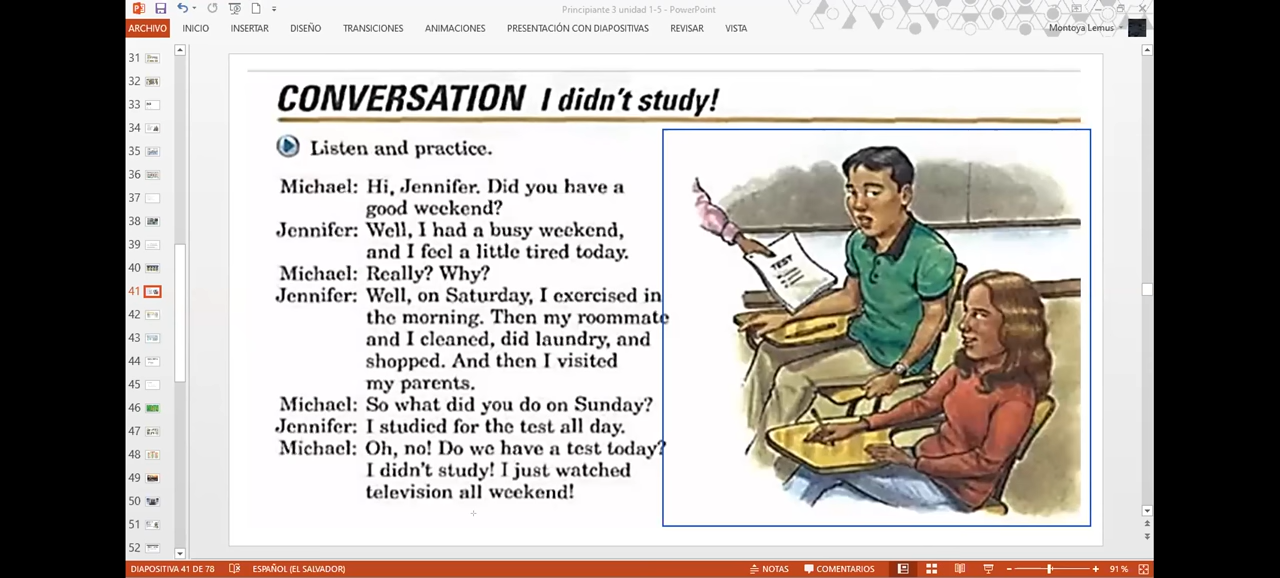 Principiante 3 unidad 1-5 - PowerPoint
ARCHIVO INICIO INSERTAR DISEÑO TRANSICIONES ANIMACIONES PRESENTACIÓN CON DIAPOSITIVAS REVISAR VISTA Montoya Lemus
31
32
33
34
35
36
37
38
39
40
41
42
43
44
45
46
47
48
49
50
51
52
CONVERSATION I didn't study!
Listen and practice.
Michael: Hi, Jennifer. Did you have a
good weekend?
Jennifer: Well, I had a busy weekend,
and I feel a little tired today.
Michael: Really? Why?
Jennifer: Well, on Saturday, I exercised in
the morning. Then my roommate
and I cleaned, did laundry, and
shopped. And then I visited
my parents.
Michael: So what did you do on Sunday?
Jennifer: I studied for the test all day.
Michael: Oh, no! Do we have a test today?
I didn't study! I just watched
television all weekend!
TEST
DIAPOSITIVA 41 DE 78 ESPAÑOL (EL SALVADOR) NOTAS COMENTARIOS 91 %